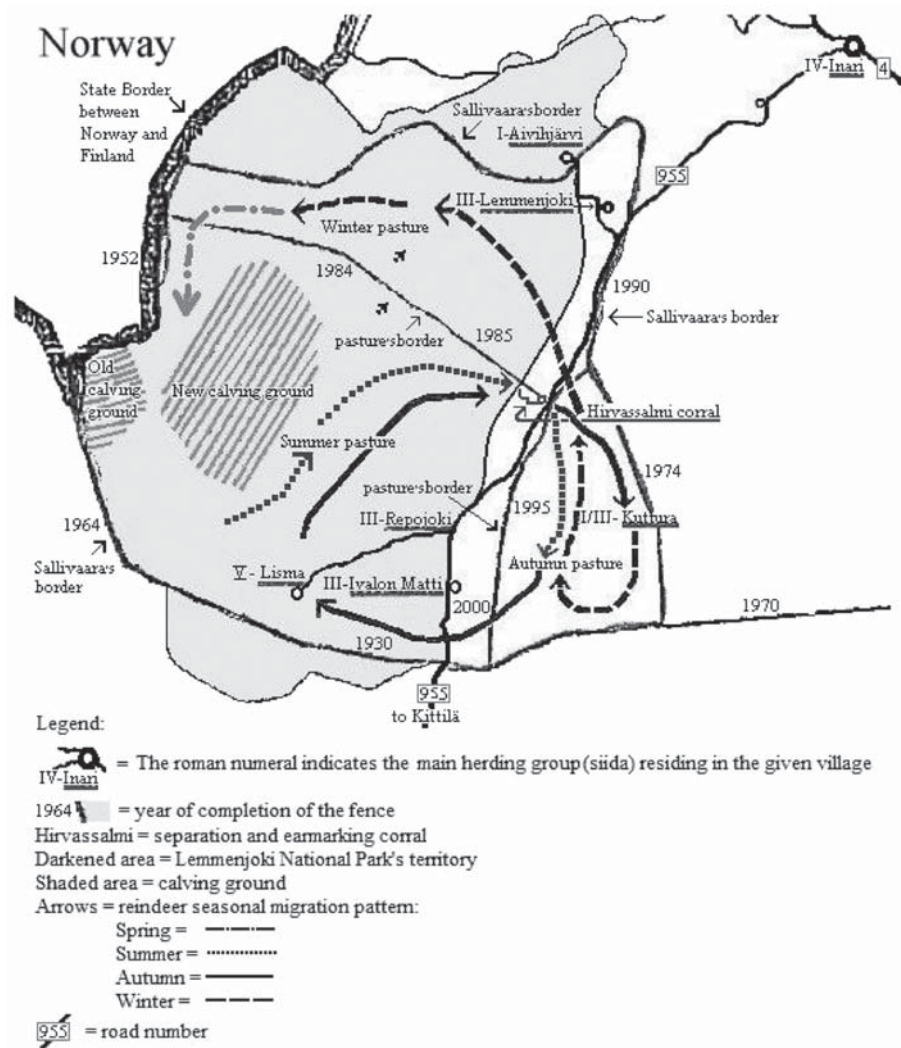 Norway
State Border
between
Norway and
Finland
IV-Inari
4
Sallivaara's border
I-Aivihjärvi
955
III-Lemmenjoki
Winter pasture
1952
1984
1990
Sallivaara's border
pasture's border
1985
Old
calving
ground
New calving ground
Hirvassalmi corral
Summer pasture
1974
pasture's border
1995
1964
III-Repojoki
I/III- Kuttura
Sallivaara's
border
V- Lisma
III-Ivalon Matti
Autumn pasture
2000
1970
1930
955
to Kittilä
Legend:
IV-Inari = The roman numeral indicates the main herding group (siida) residing in the given village
1964 = year of completion of the fence
Hirvassalmi = separation and earmarking corral
Darkened area = Lemmenjoki National Park's territory
Shaded area = calving ground
Arrows = reindeer seasonal migration pattern:
Spring =
Summer =
Autumn =
Winter =
955 = road number